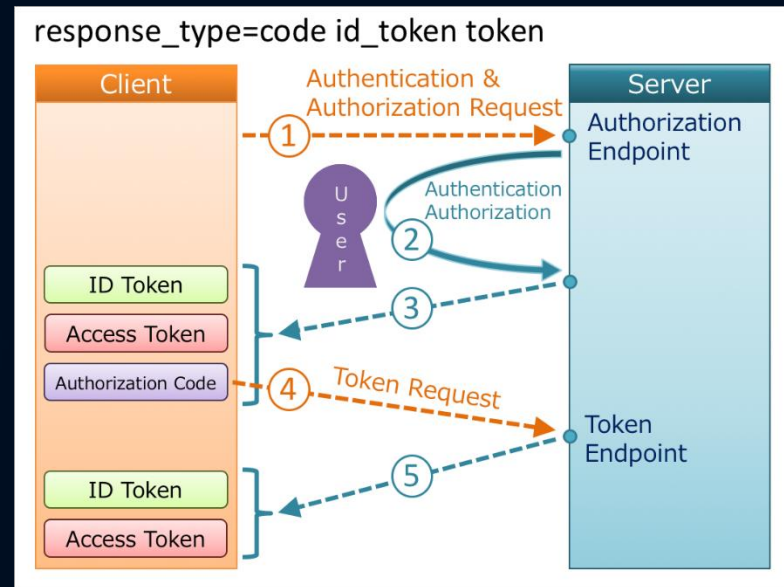 response_type=code id_token token
Client
Authentication &
Authorization Request
Server
1
Authorization
Endpoint
User
Authentication
Authorization
2
ID Token
3
Access Token
Authorization Code
4
Token Request
Token
Endpoint
5
ID Token
Access Token